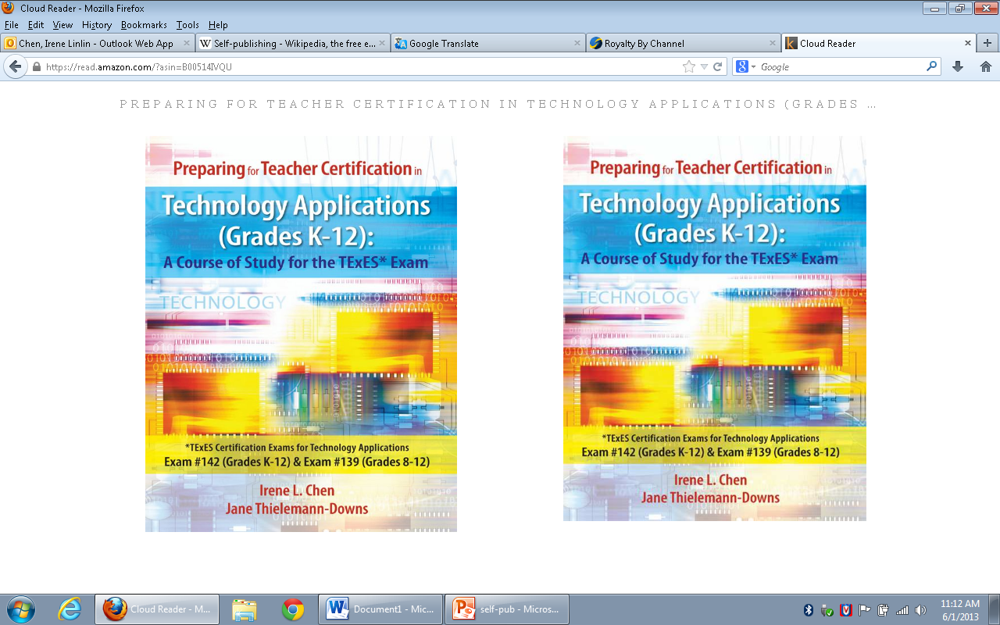 Cloud Reader - Mozilla Firefox
File Edit View History Bookmarks Tools Help
Chen, Irene Linlin - Outlook Web App
Self-publishing - Wikipedia, the free e...
Google Translate
Royalty By Channel
Cloud Reader
https://read.amazon.com/?asin=B00514IVQU
Google
PREPARING FOR TEACHER CERTIFICATION IN TECHNOLOGY APPLICATIONS (GRADES ...
Preparing for Teacher Certification in
Technology Applications
(Grades K-12):
A Course of Study for the TExES* Exam
TECHNOLOGY
*TExES Certification Exams for Technology Applications
Exam #142 (Grades K-12) & Exam #139 (Grades 8-12)
Irene L. Chen
Jane Thielemann-Downs
Preparing for Teacher Certification in
Technology Applications
(Grades K-12):
A Course of Study for the TExES* Exam
TECHNOLOGY
*TExES Certification Exams for Technology Applications
Exam #142 (Grades K-12) & Exam #139 (Grades 8-12)
Irene L. Chen
Jane Thielemann-Downs
Cloud Reader - M...
Document1 - Mic...
self-pub - Micros...
11:12 AM
6/1/2013